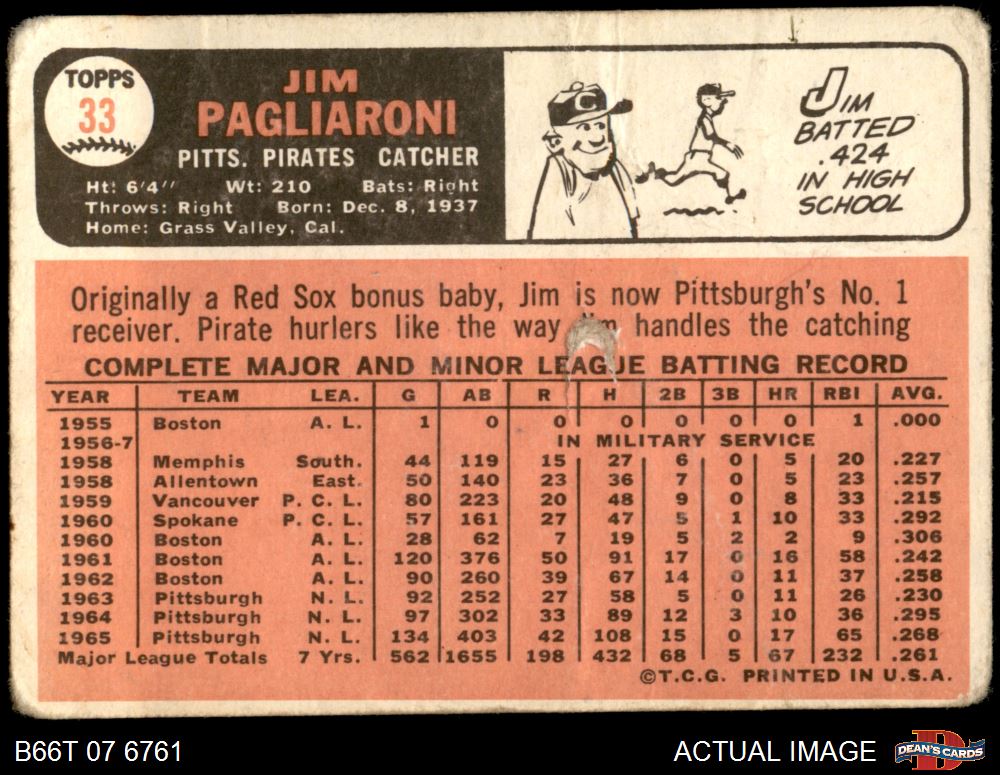 TOPPS
33
JIM
PAGLIARONI
PITTS. PIRATES CATCHER
Ht: 6'4" Wt: 210 Bats: Right
Throws: Right Born: Dec. 8, 1937
Home: Grass Valley, Cal.
C
JIM
BATTED
.424
IN HIGH
SCHOOL
Originally a Red Sox bonus baby, Jim is now Pittsburgh's No. 1
receiver. Pirate hurlers like the way Jim handles the catching
COMPLETE MAJOR AND MINOR LEAGUE BATTING RECORD
YEAR TEAM LEA. G AB R H 2B 3B HR RBI AVG.
1955 Boston A. L. 1 0 0 0 0 0 0 1 .000
1956-7 IN MILITARY SERVICE
1958 Memphis South. 44 119 15 27 6 0 5 20 .227
1958 Allentown East. 50 140 23 36 7 0 5 23 .257
1959 Vancouver P. C. L. 80 223 20 48 9 0 8 33 .215
1960 Spokane P. C. L. 57 161 27 47 5 1 10 33 .292
1960 Boston A. L. 28 62 7 19 5 2 2 9 .306
1961 Boston A. L. 120 376 50 91 17 0 16 58 .242
1962 Boston A. L. 90 260 39 67 14 0 11 37 .258
1963 Pittsburgh N. L. 92 252 27 58 5 0 11 26 .230
1964 Pittsburgh N. L. 97 302 33 89 12 3 10 36 .295
1965 Pittsburgh N. L. 134 403 42 108 15 0 17 65 .268
Major League Totals 7 Yrs. 562 1655 198 432 68 5 67 232 .261
©T.C.G. PRINTED IN U.S.A.
B66T 07 6761
ACTUAL IMAGE
D
DEAN'S CARDS